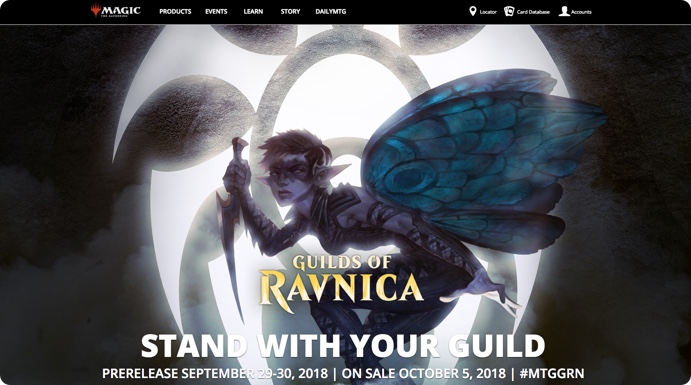 MAGIC
THE GATHERING
PRODUCTS EVENTS LEARN STORY DAILYMTG
Locator Card Database Accounts
GUILDS OF
RAVNICA
STAND WITH YOUR GUILD
PRERELEASE SEPTEMBER 29-30, 2018 | ON SALE OCTOBER 5, 2018 | #MTGGRN